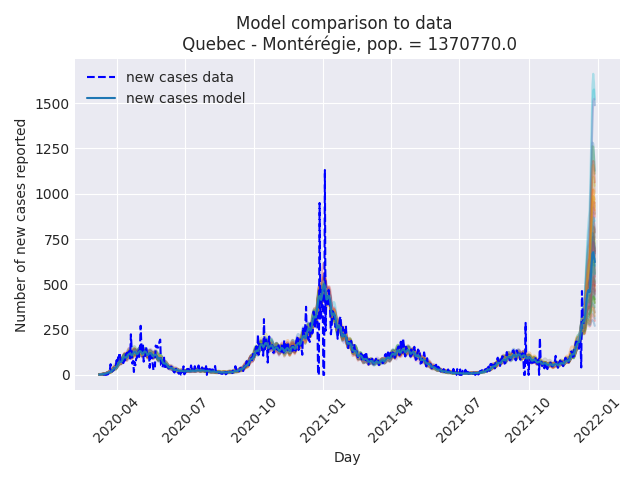 Model comparison to data
Quebec - Montérégie, pop. = 1370770.0
new cases data
new cases model
Number of new cases reported
1500
1250
1000
750
500
250
0
2020-04
2020-07
2020-10
2021-01
2021-04
2021-07
2021-10
2022-01
Day